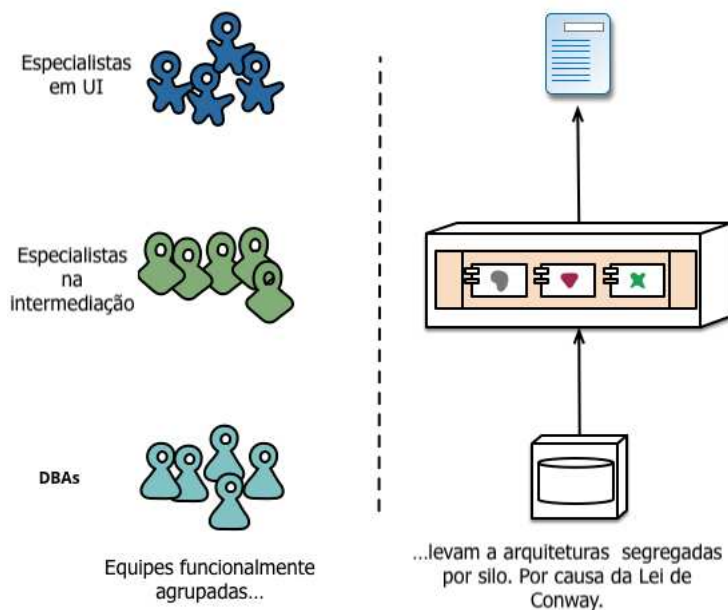 Especialistas
em UI
Especialistas
na
intermediação
DBAs
Equipes funcionalmente
agrupadas...
...levam a arquiteturas segregadas
por silo. Por causa da Lei de
Conway.